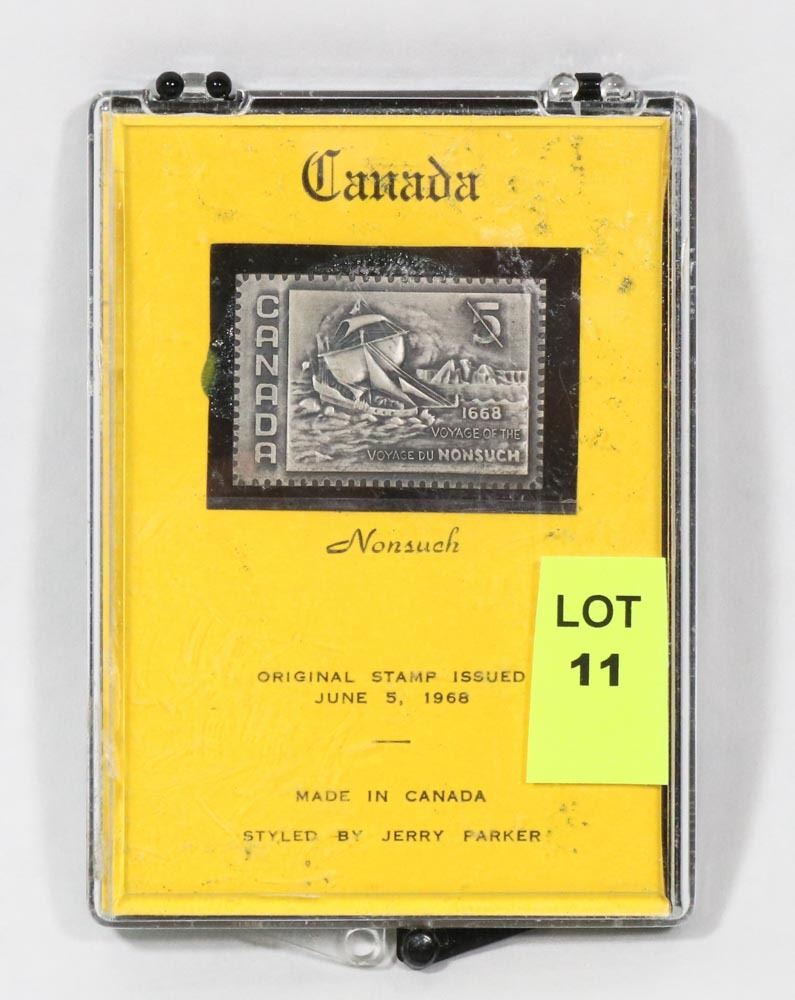 Canada
CANADA
5
1668
VOYAGE OF THE
VOYAGE DU NONSUCH
Nonsuch
LOT
11
ORIGINAL STAMP ISSUED
JUNE 5, 1968
MADE IN CANADA
STYLED BY JERRY PARKER